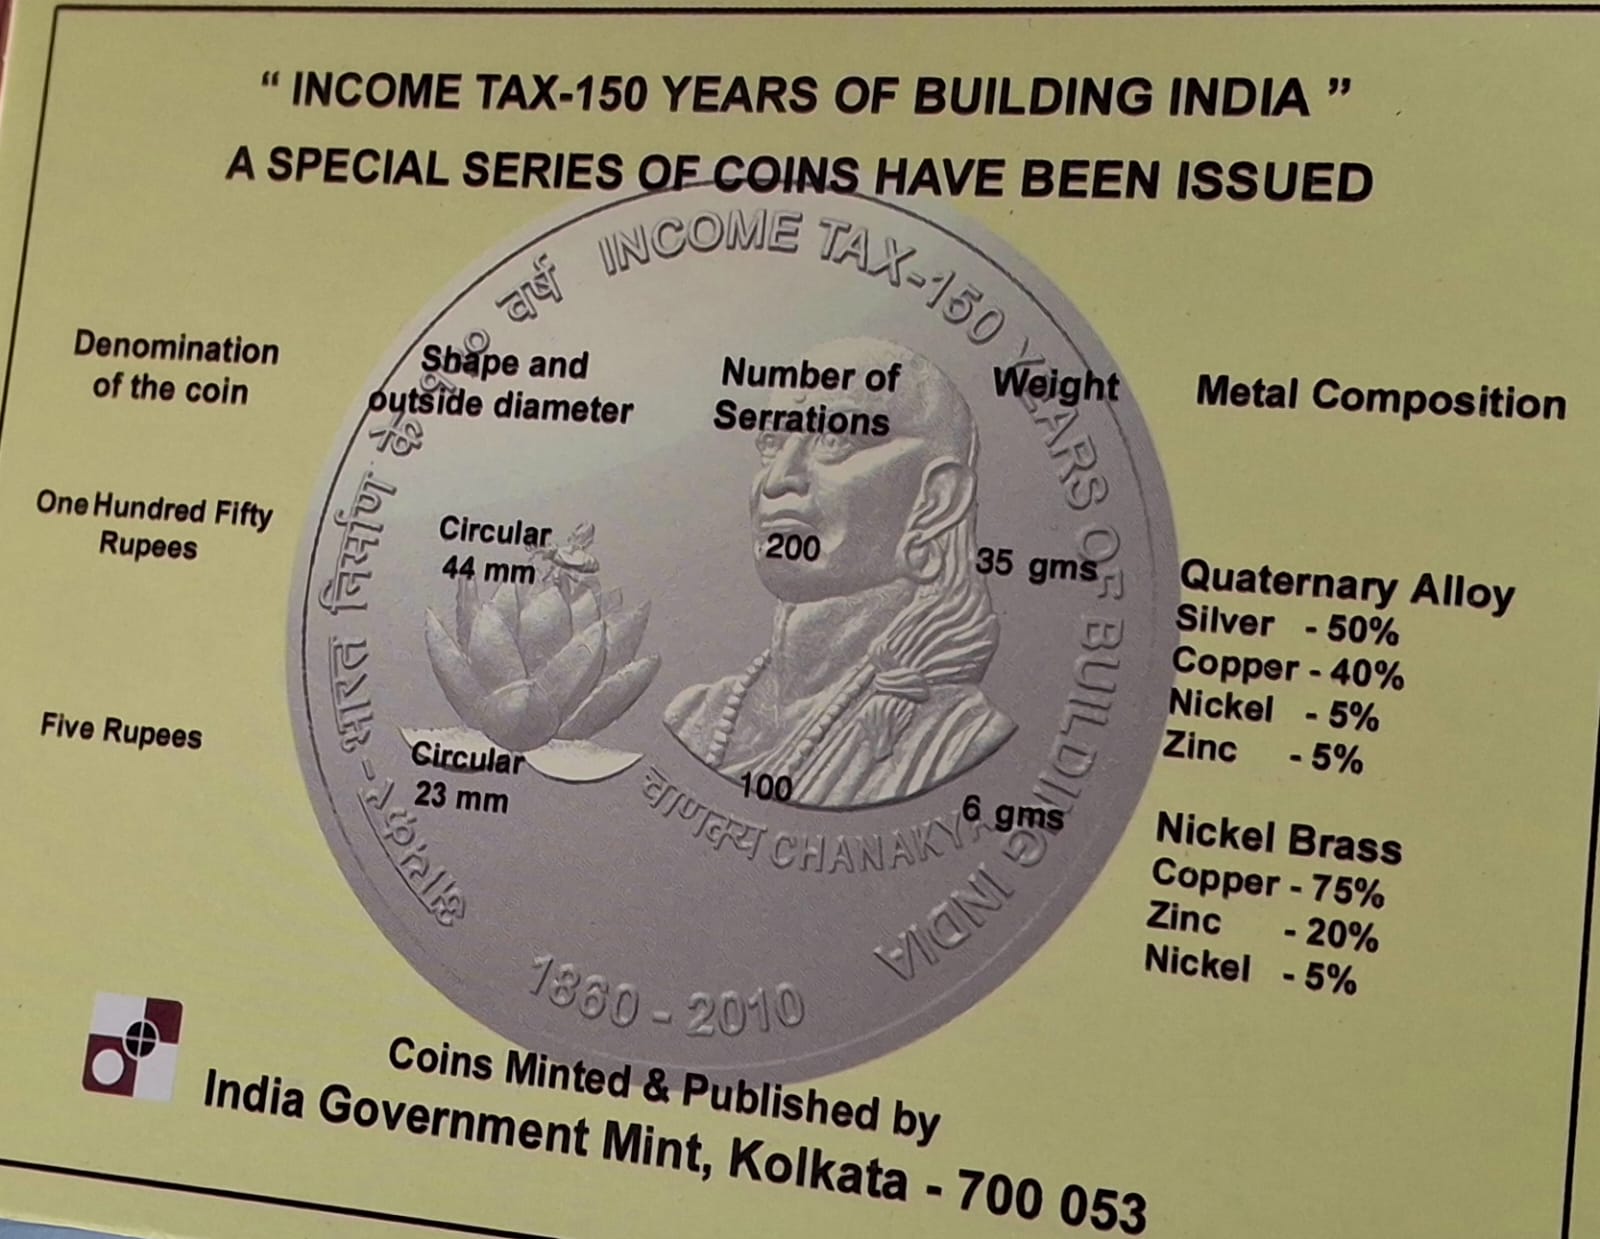 “ INCOME TAX-150 YEARS OF BUILDING INDIA ”
A SPECIAL SERIES OF COINS HAVE BEEN ISSUED
Denomination
of the coin
Shape and
outside diameter
Number of
Serrations
Weight
Metal Composition
One Hundred Fifty
Rupees
Circular
44 mm
200
35 gms
Quaternary Alloy
Silver - 50%
Copper - 40%
Nickel - 5%
Zinc - 5%
Five Rupees
Circular
23 mm
100
6 gms
Nickel Brass
Copper - 75%
Zinc - 20%
Nickel - 5%
भारत निर्माण के वर्ष
INCOME TAX-150 YEARS OF BUILDING INDIA
चाणक्य CHANAKYA
1860 - 2010
Coins Minted & Published by
India Government Mint, Kolkata - 700 053